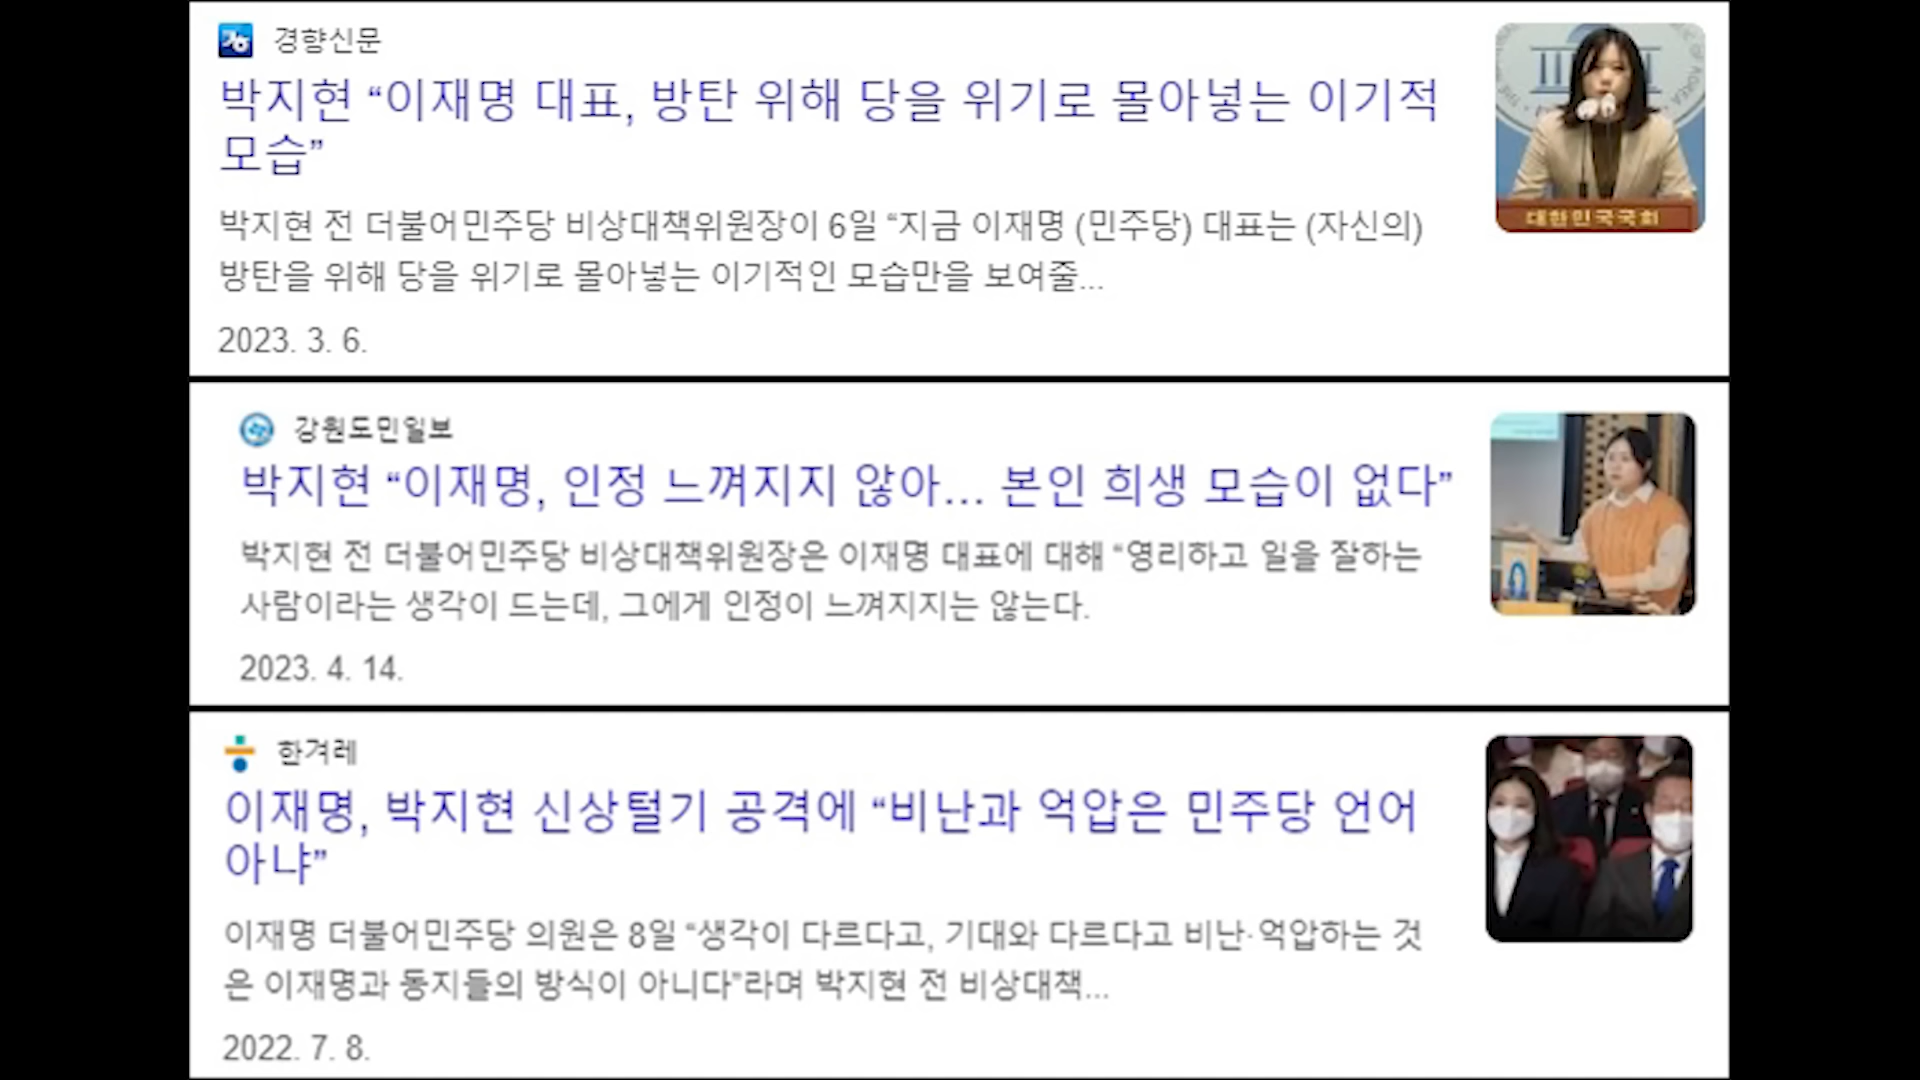 경향신문
박지현 “이재명 대표, 방탄 위해 당을 위기로 몰아넣는 이기적
모습”
박지현 전 더불어민주당 비상대책위원장이 6일 “지금 이재명 (민주당) 대표는 (자신의)
방탄을 위해 당을 위기로 몰아넣는 이기적인 모습만을 보여줄...
2023. 3. 6.
대한민국국회
강원도민일보
박지현 “이재명, 인정 느껴지지 않아... 본인 희생 모습이 없다”
박지현 전 더불어민주당 비상대책위원장은 이재명 대표에 대해 “영리하고 일을 잘하는
사람이라는 생각이 드는데, 그에게 인정이 느껴지지는 않는다.
2023. 4. 14.
한겨레
이재명, 박지현 신상털기 공격에 “비난과 억압은 민주당 언어
아냐”
이재명 더불어민주당 의원은 8일 “생각이 다르다고, 기대와 다르다고 비난·억압하는 것
은 이재명과 동지들의 방식이 아니다”라며 박지현 전 비상대책...
2022. 7. 8.